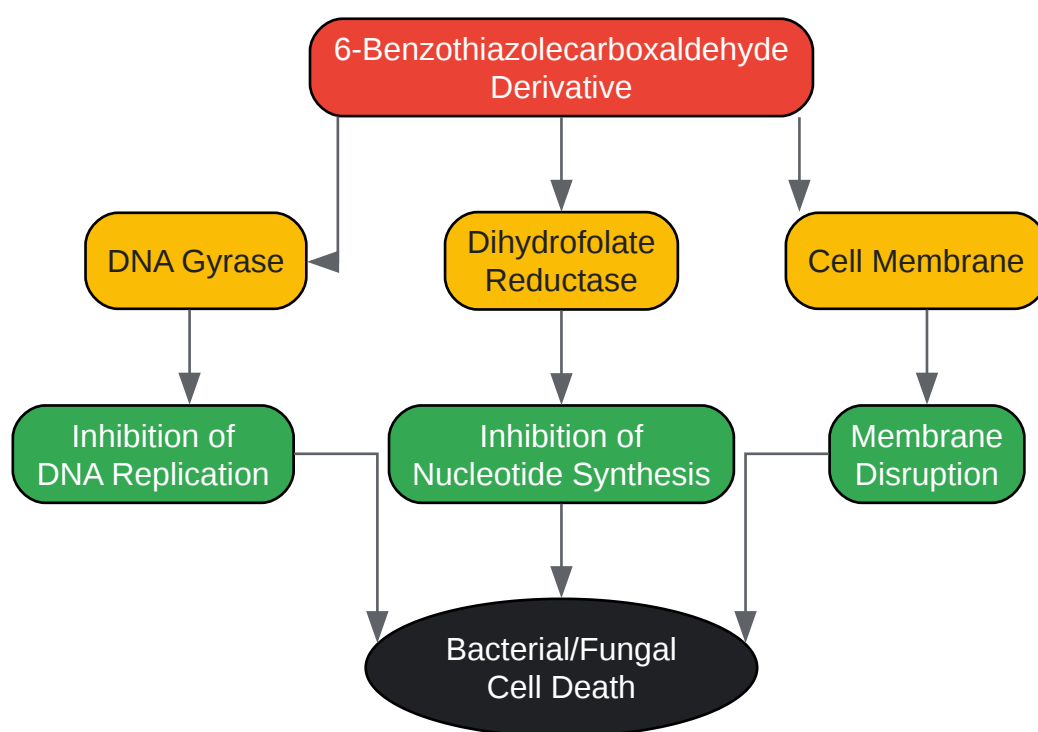 6-Benzothiazolecarboxaldehyde
Derivative
DNA Gyrase
Dihydrofolate
Reductase
Cell Membrane
Inhibition of
DNA Replication
Inhibition of
Nucleotide Synthesis
Membrane
Disruption
Bacterial/Fungal
Cell Death